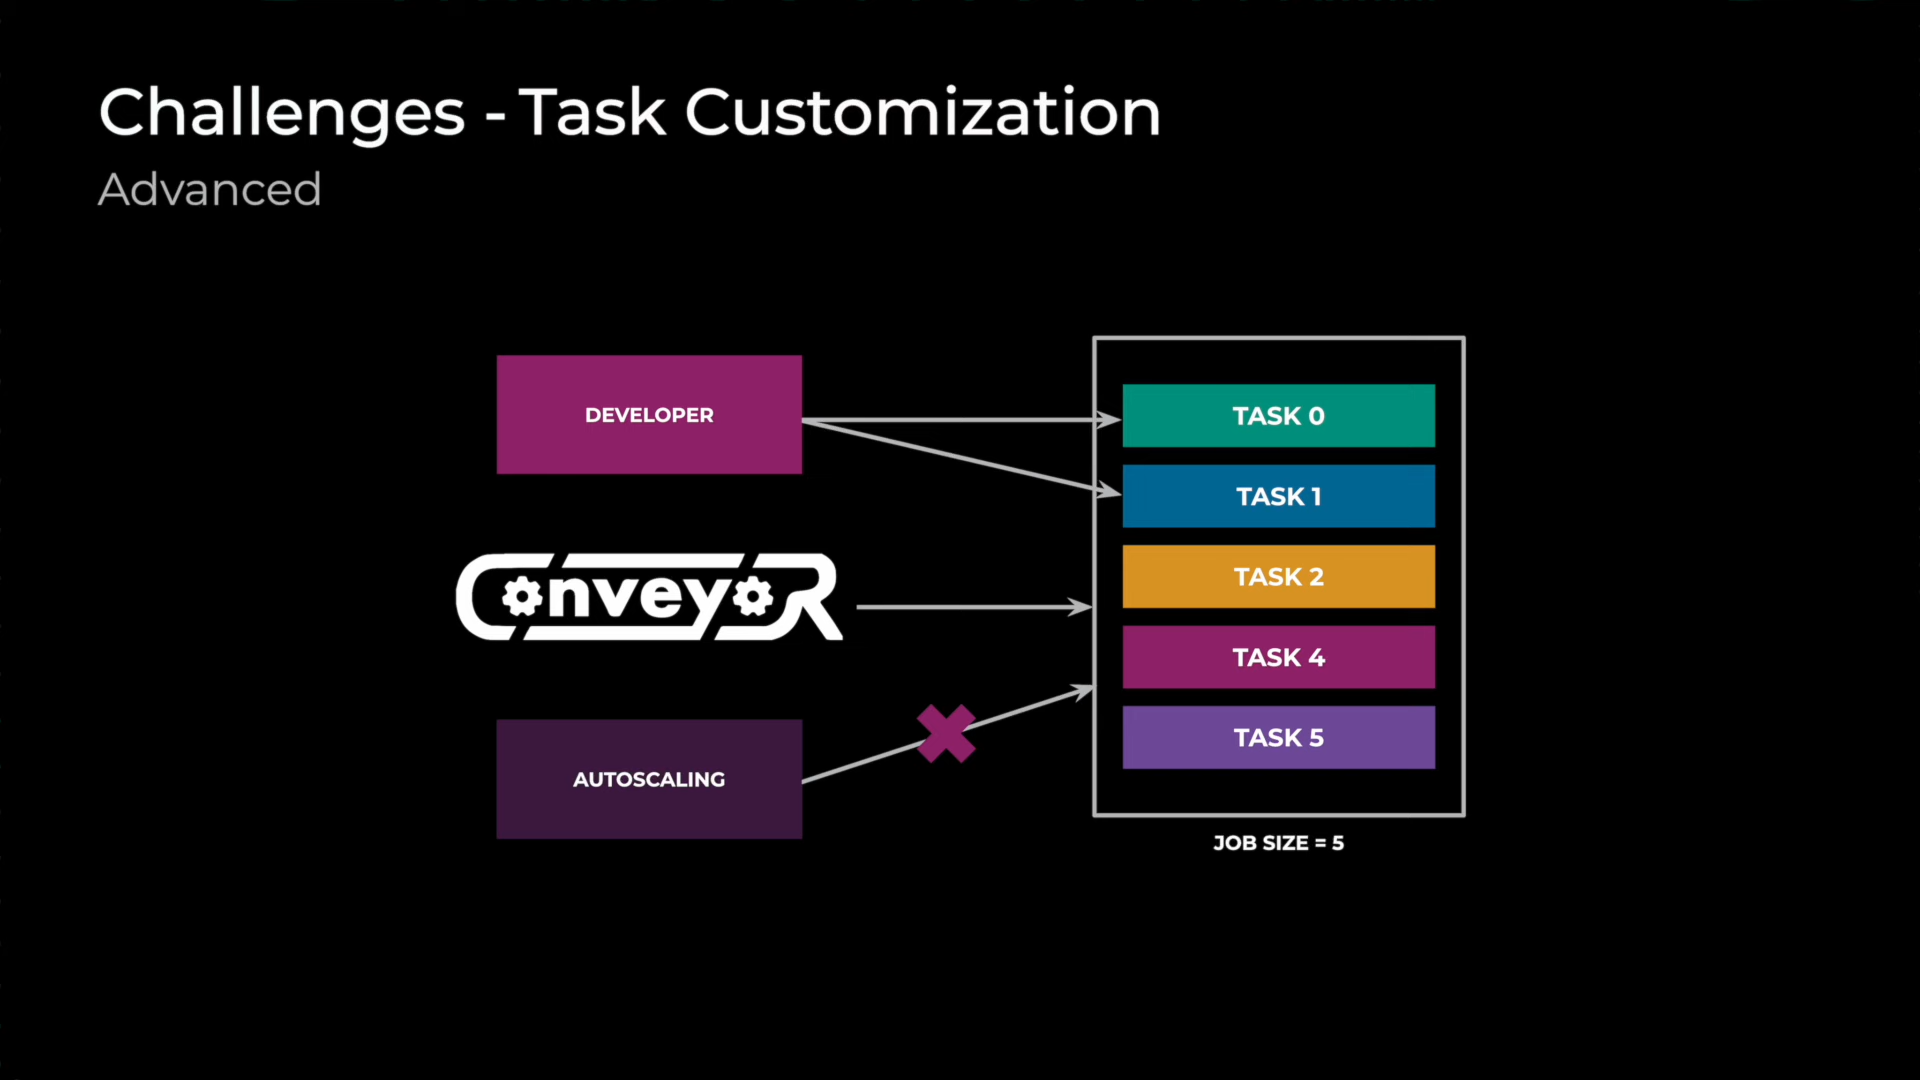 Challenges - Task Customization
Advanced
DEVELOPER
ConveyoR
AUTOSCALING
TASK 0
TASK 1
TASK 2
TASK 4
TASK 5
JOB SIZE = 5